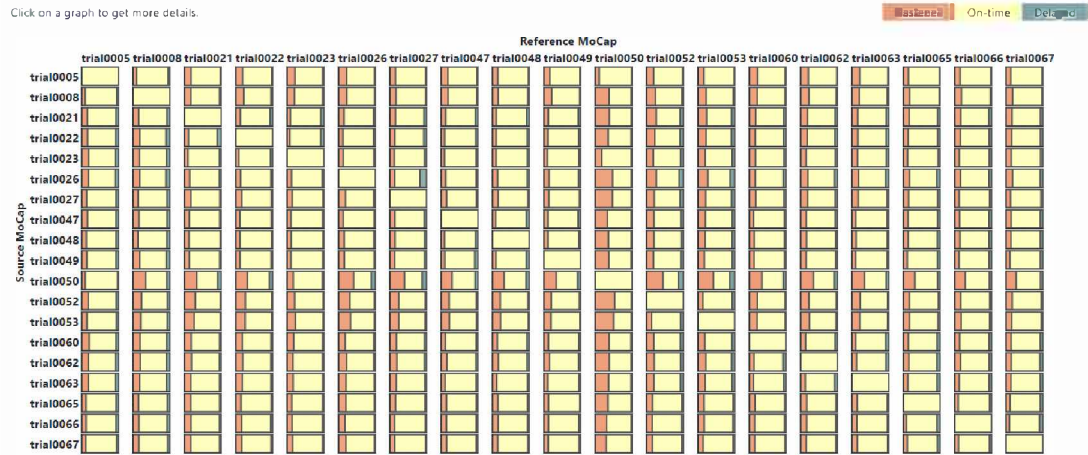 Click on a graph to get more details.
On-time
Reference MoCap
trial0005 trial0008 trial0021 trial0022 trial0023 trial0026 trial0027 trial0047 trial0048 trial0049 trial0050 trial0052 trial0053 trial0060 trial0062 trial0063 trial0065 trial0066 trial0067
Source MoCap
trial0005
trial0008
trial0021
trial0022
trial0023
trial0026
trial0027
trial0047
trial0048
trial0049
trial0050
trial0052
trial0053
trial0060
trial0062
trial0063
trial0065
trial0066
trial0067